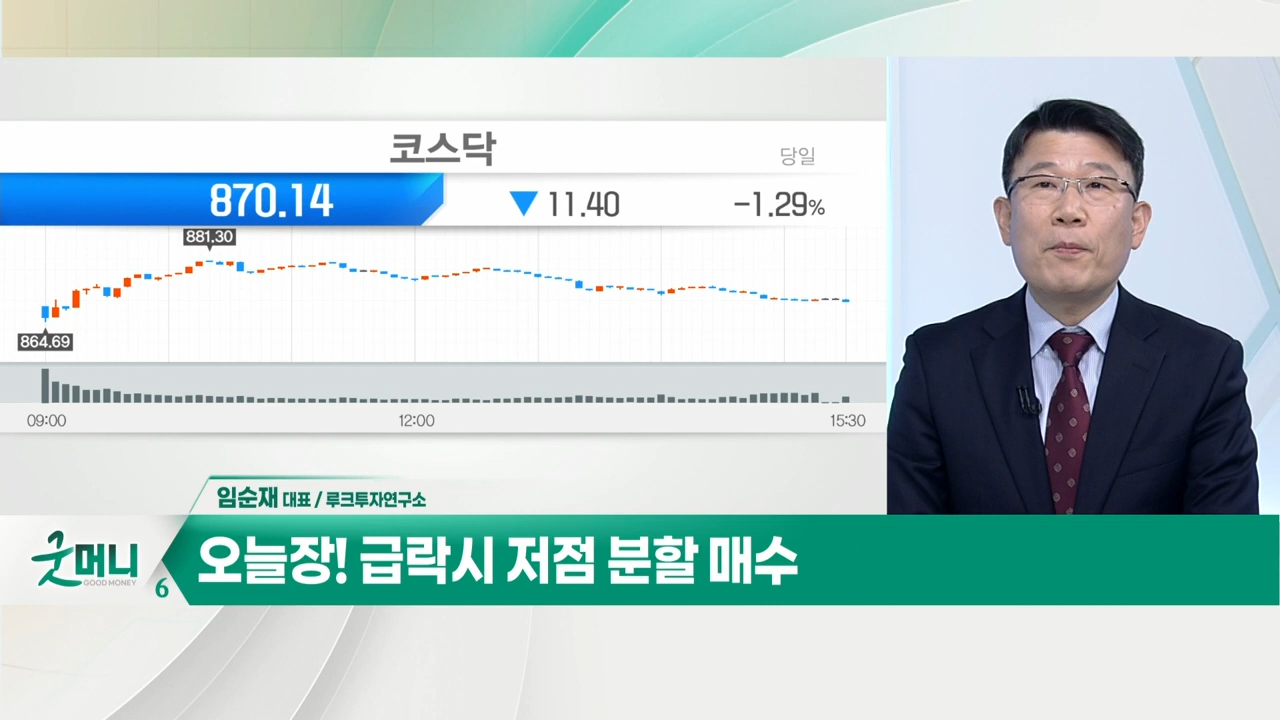 코스닥
당일
870.14 ▼ 11.40 -1.29%
881.30
864.69
09:00 12:00 15:30
임순재 대표 / 루크투자연구소
굿머니
GOOD MONEY
6
오늘장! 급락시 저점 분할 매수